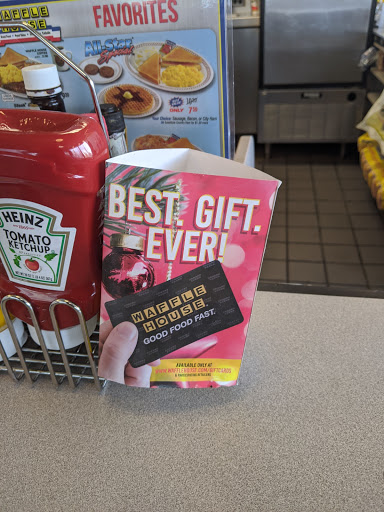 WAFFLE
HOUSE
FAVORITES
All-Star
Special
ONLY
HEINZ
TOMATO
KETCHUP
BEST. GIFT.
EVER!
WAFFLE
HOUSE
GOOD FOOD FAST.
AVAILABLE ONLY AT